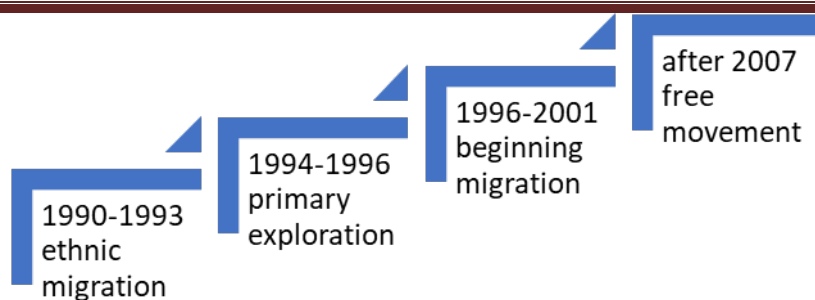 1990-1993
ethnic
migration
1994-1996
primary
exploration
1996-2001
beginning
migration
after 2007
free
movement